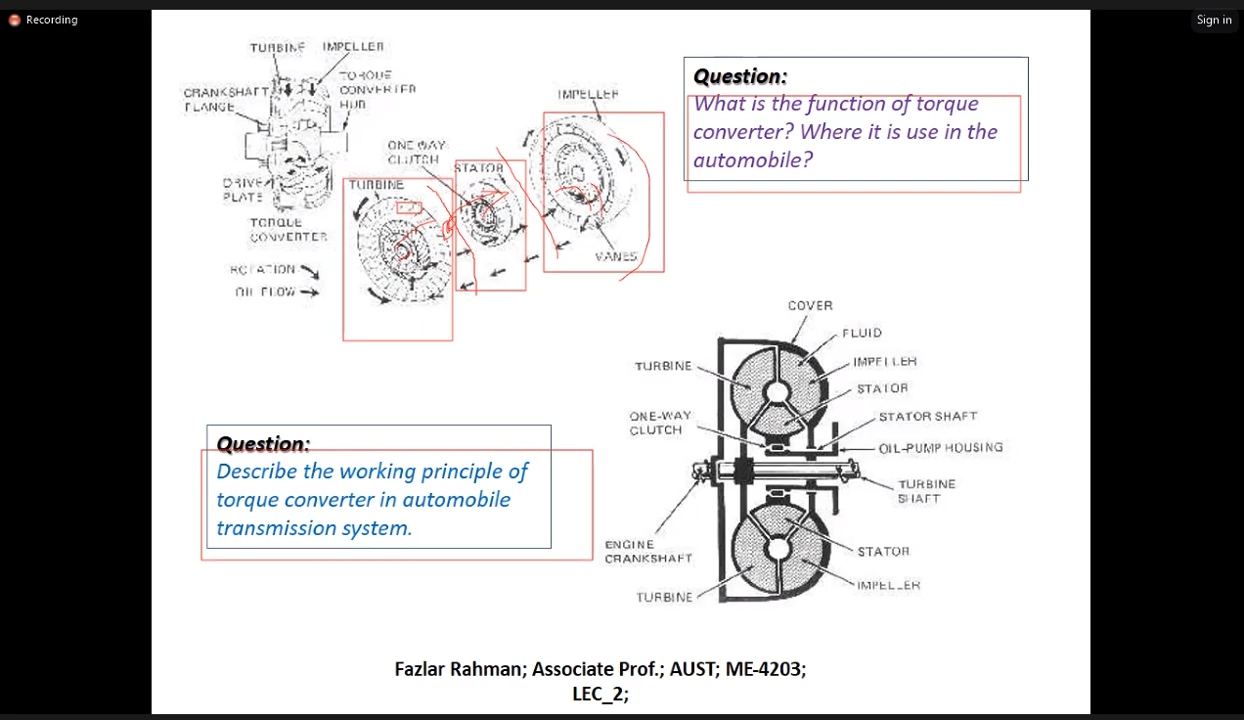 Recording
Sign in
TURBINE IMPELLER
TORQUE
CONVERTER
HUB
CRANKSHAFT
FLANGE
DRIVE
PLATE
TORQUE
CONVERTER
ROTATION
OIL FLOW
ONE WAY
CLUTCH
TURBINE
STATOR
IMPELLER
VANES
Question:
What is the function of torque
converter? Where it is use in the
automobile?
Question:
Describe the working principle of
torque converter in automobile
transmission system.
COVER
FLUID
IMPELLER
STATOR
STATOR SHAFT
OIL-PUMP HOUSING
TURBINE
SHAFT
STATOR
IMPELLER
TURBINE
ONE-WAY
CLUTCH
ENGINE
CRANKSHAFT
TURBINE
Fazlar Rahman; Associate Prof.; AUST; ME-4203;
LEC_2;